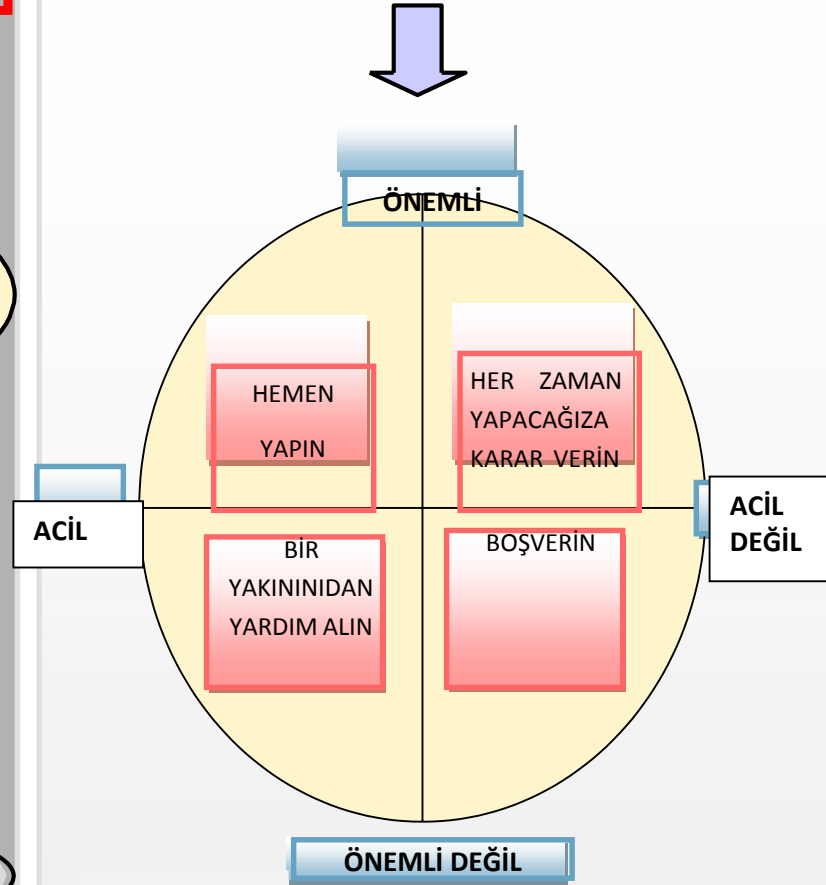 ÖNEMLİ
HEMEN
YAPIN
HER ZAMAN
YAPACAĞIZA
KARAR VERİN
ACİL
ACİL
DEĞİL
BİR
YAKININIDAN
YARDIM ALIN
BOŞVERİN
ÖNEMLİ DEĞİL